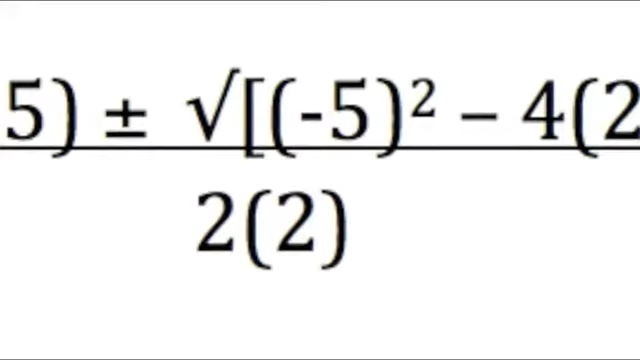 5) ± √[(-5)² – 4(2
2(2)